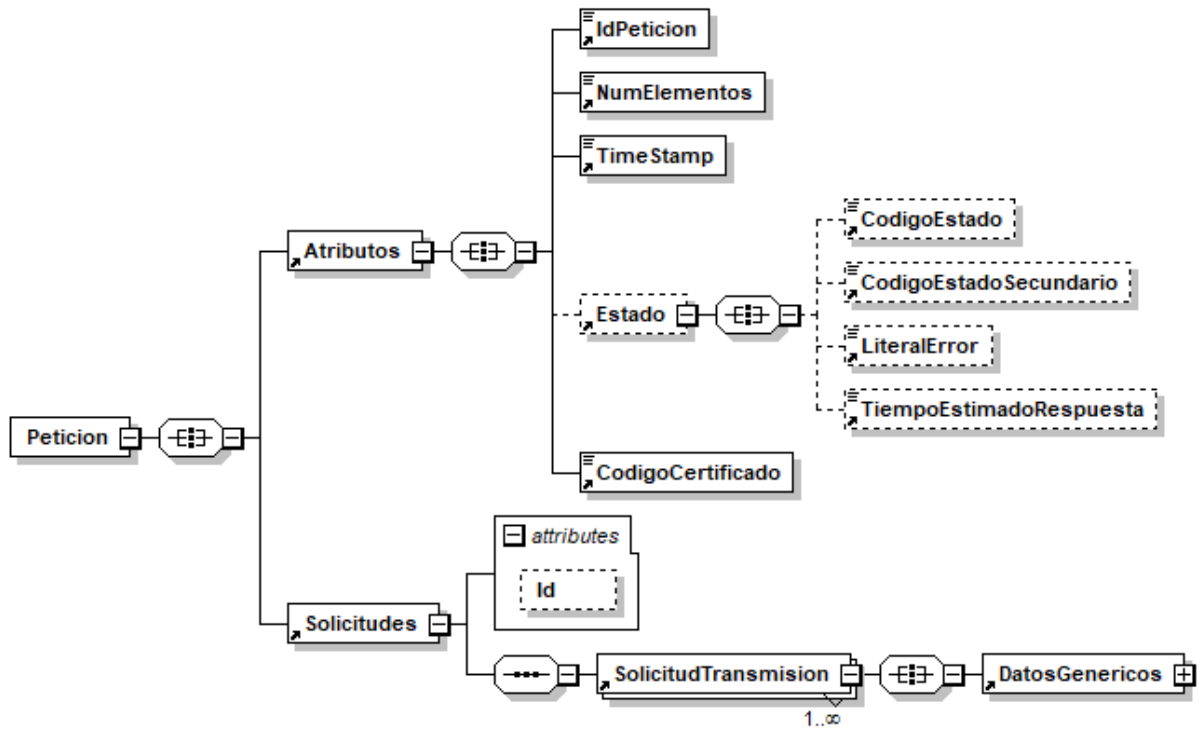 IdPeticion
NumElementos
TimeStamp
CodigoEstado
Atributos
CodigoEstadoSecundario
Estado
LiteralError
TiempoEstimadoRespuesta
Peticion
CodigoCertificado
attributes
Id
Solicitudes
SolicitudTransmision
DatosGenericos
1..∞